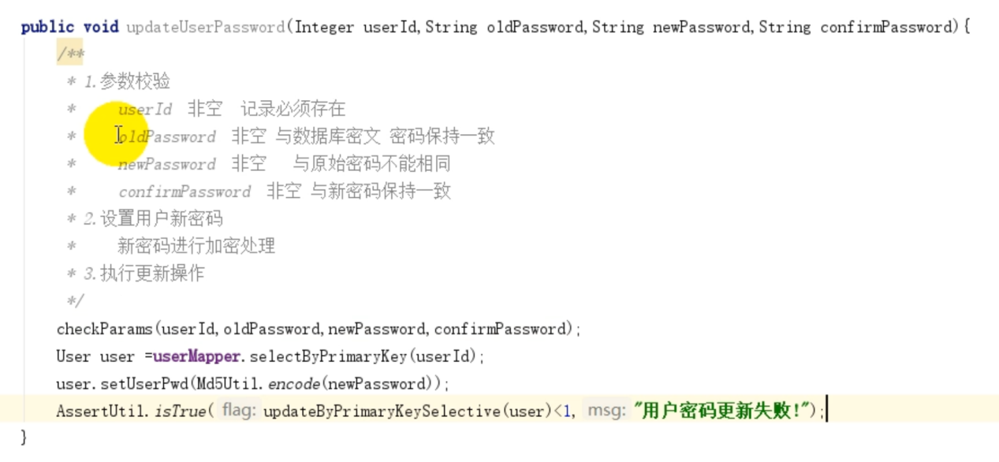 public void updateUserPassword(Integer userId,String oldPassword,String newPassword,String confirmPassword){
/**
* 1.参数校验
* userId 非空 记录必须存在
* oldPassword 非空 与数据库密文 密码保持一致
* newPassword 非空 与原始密码不能相同
* confirmPassword 非空 与新密码保持一致
* 2.设置用户新密码
* 新密码进行加密处理
* 3.执行更新操作
*/
checkParams(userId,oldPassword,newPassword,confirmPassword);
User user =userMapper.selectByPrimaryKey(userId);
user.setUserPwd(Md5Util.encode(newPassword));
AssertUtil.isTrue( flag: updateByPrimaryKeySelective(user)<1, msg: "用户密码更新失败!");
}